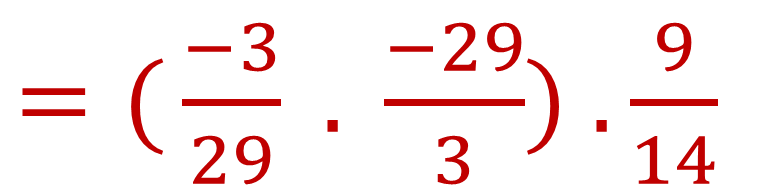 = (−3/29 . −29/3) . 9/14